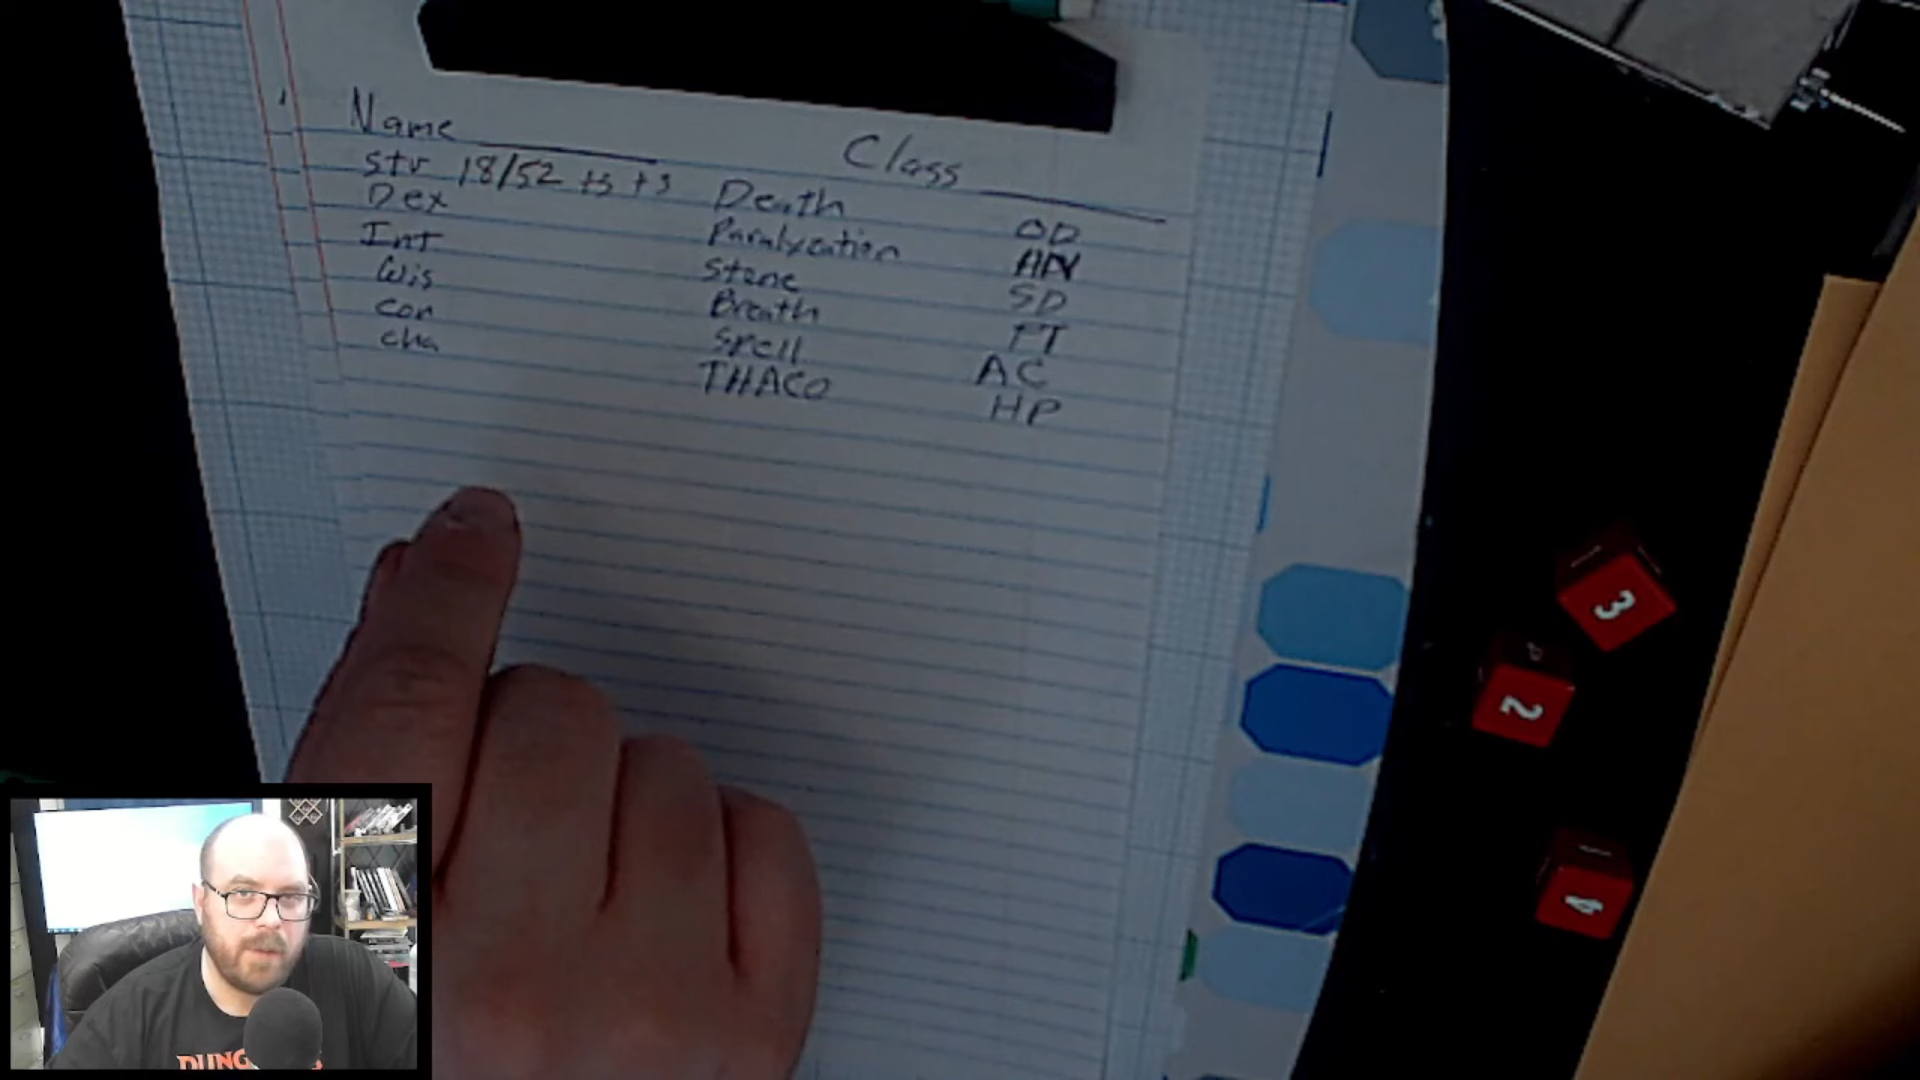 Name Class
Str 18/52 +3 +3 Death OD
Dex Paralyzation
Int Stone SD
Wis Breath FT
Con Spell AC
Cha THACO HP
3
2
4
DUNG